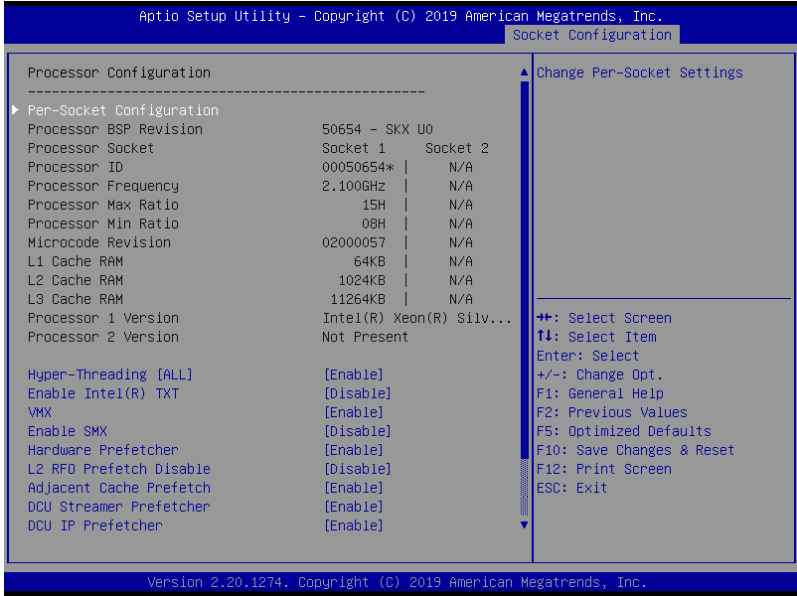 Aptio Setup Utility – Copyright (C) 2019 American Megatrends, Inc.
Socket Configuration
Processor Configuration
--------------------------------------------------
Per-Socket Configuration
Processor BSP Revision 50654 - SKX U0
Processor Socket Socket 1 Socket 2
Processor ID 00050654* | N/A
Processor Frequency 2.100GHz | N/A
Processor Max Ratio 15H | N/A
Processor Min Ratio 08H | N/A
Microcode Revision 02000057 | N/A
L1 Cache RAM 64KB | N/A
L2 Cache RAM 1024KB | N/A
L3 Cache RAM 11264KB | N/A
Processor 1 Version Intel(R) Xeon(R) Silv...
Processor 2 Version Not Present
Hyper-Threading [ALL] [Enable]
Enable Intel(R) TXT [Disable]
VMX [Enable]
Enable SMX [Disable]
Hardware Prefetcher [Enable]
L2 RFO Prefetch Disable [Disable]
Adjacent Cache Prefetch [Enable]
DCU Streamer Prefetcher [Enable]
DCU IP Prefetcher [Enable]
Change Per-Socket Settings
→←: Select Screen
↑↓: Select Item
Enter: Select
+/-: Change Opt.
F1: General Help
F2: Previous Values
F5: Optimized Defaults
F10: Save Changes & Reset
F12: Print Screen
ESC: Exit
Version 2.20.1274. Copyright (C) 2019 American Megatrends, Inc.